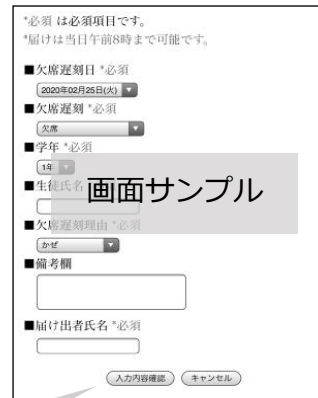 *必須 は必須項目です。
*届けは当日午前8時まで可能です。
■欠席遅刻日 *必須
2020年02月25日(火)
■欠席遅刻 *必須
欠席
■学年 *必須
1年
■生徒氏名
画面サンプル
■欠席遅刻理由 *必須
かぜ
■備考欄
■届け出者氏名 *必須
入力内容確認 キャンセル